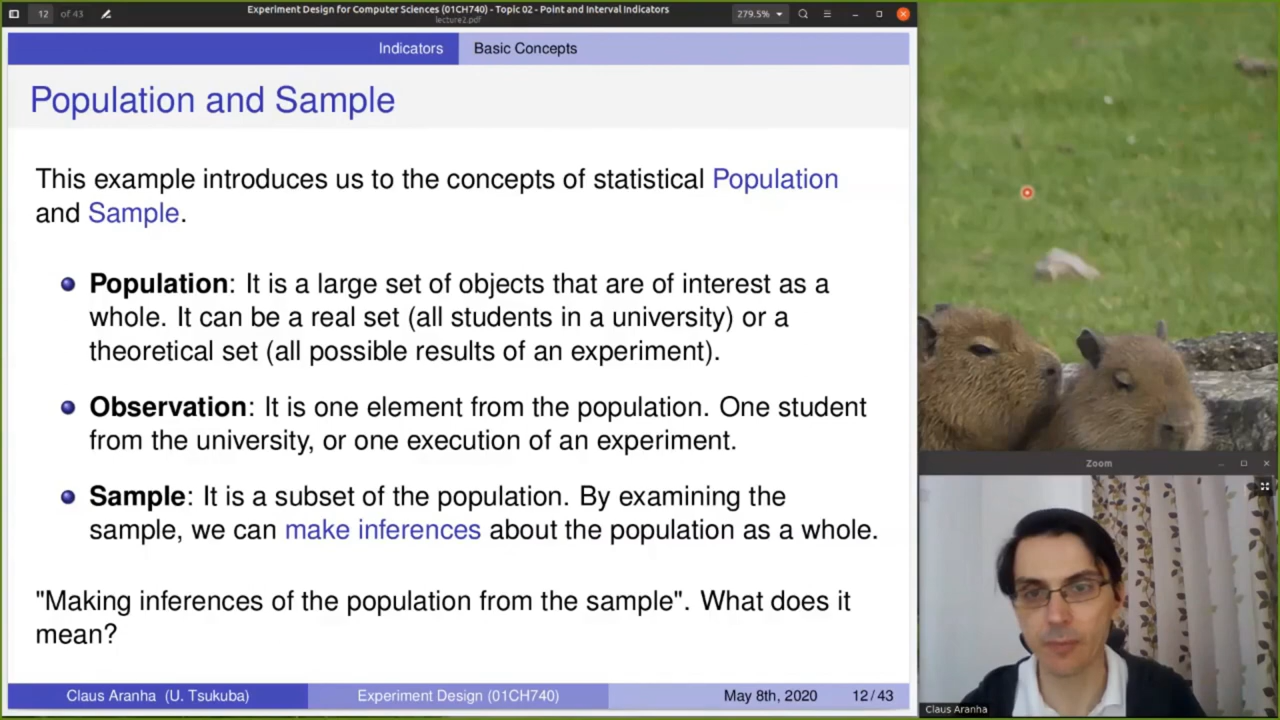 12 of 43
Experiment Design for Computer Sciences (01CH740) - Topic 02 - Point and Interval Indicators
lecture2.pdf
279.5%
Indicators
Basic Concepts
Population and Sample
This example introduces us to the concepts of statistical Population
and Sample.
Population: It is a large set of objects that are of interest as a
whole. It can be a real set (all students in a university) or a
theoretical set (all possible results of an experiment).
Observation: It is one element from the population. One student
from the university, or one execution of an experiment.
Sample: It is a subset of the population. By examining the
sample, we can make inferences about the population as a whole.
"Making inferences of the population from the sample". What does it
mean?
Claus Aranha (U. Tsukuba)
Experiment Design (01CH740)
May 8th, 2020
12 / 43
Zoom
Claus Aranha